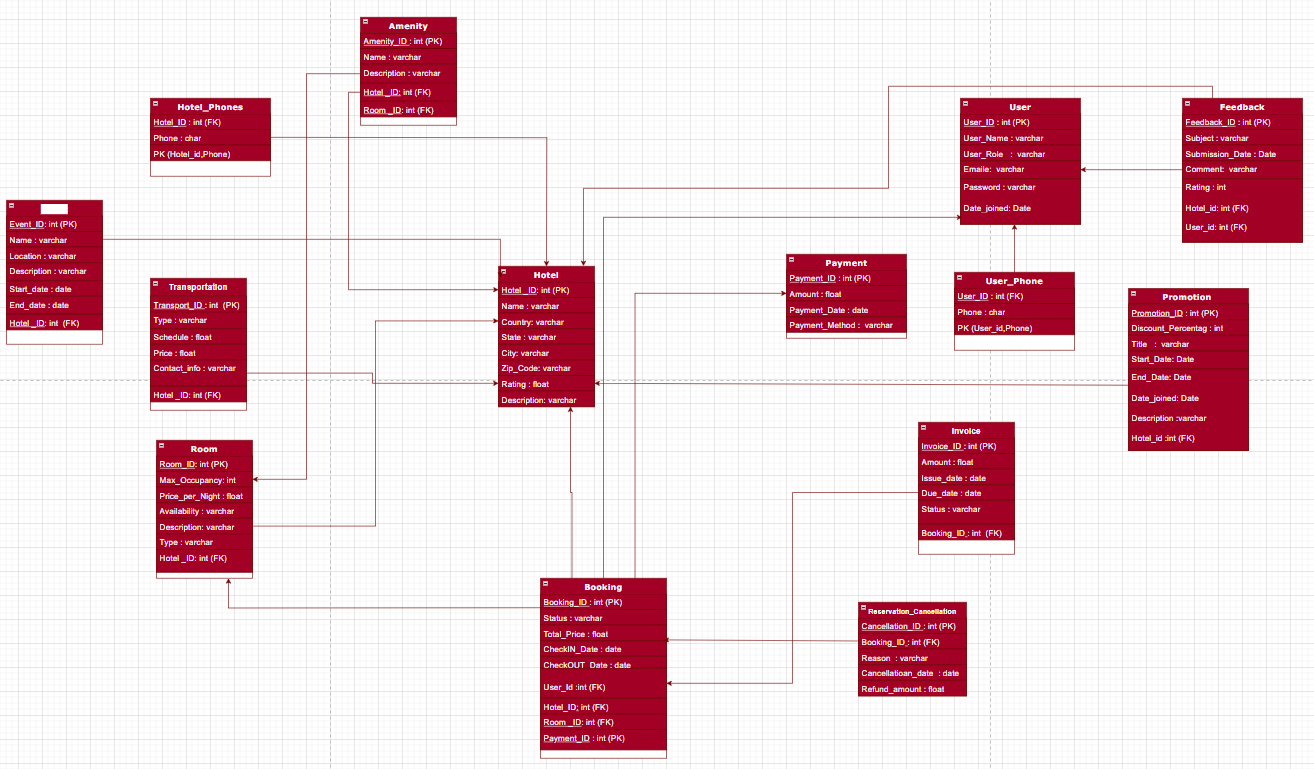 Amenity
Amenity_ID : int (PK)
Name : varchar
Description : varchar
Hotel _ID: int (FK)
Room _ID: int (FK)
Hotel_Phones
Hotel_ID : int (FK)
Phone : char
PK (Hotel_id,Phone)
User
User_ID : int (PK)
User_Name : varchar
User_Role : varchar
Emaile: varchar
Password : varchar
Date_joined: Date
Feedback
Feedback_ID : int (PK)
Subject : varchar
Submission_Date : Date
Comment: varchar
Rating : int
Hotel_id: int (FK)
User_id: int (FK)
Event_ID: int (PK)
Name : varchar
Location : varchar
Description : varchar
Start_date : date
End_date : date
Hotel _ID: int (FK)
Transportation
Transport_ID : int (PK)
Type : varchar
Schedule : float
Price : float
Contact_info : varchar
Hotel _ID: int (FK)
Hotel
Hotel _ID: int (PK)
Name : varchar
Country: varchar
State : varchar
City: varchar
Zip_Code: varchar
Rating : float
Description: varchar
Payment
Payment_ID : int (PK)
Amount : float
Payment_Date : date
Payment_Method : varchar
User_Phone
User_ID : int (FK)
Phone : char
PK (User_id,Phone)
Promotion
Promotion_ID : int (PK)
Discount_Percentag : int
Title : varchar
Start_Date: Date
End_Date: Date
Date_joined: Date
Description :varchar
Hotel_id :int (FK)
Room
Room_ID: int (PK)
Max_Occupancy: int
Price_per_Night : float
Availability : varchar
Description: varchar
Type : varchar
Hotel _ID: int (FK)
Invoice
Invoice_ID : int (PK)
Amount : float
Issue_date : date
Due_date : date
Status : varchar
Booking_ID : int (FK)
Booking
Booking_ID : int (PK)
Status : varchar
Total_Price : float
CheckIN_Date : date
CheckOUT_Date : date
User_Id :int (FK)
Hotel_ID: int (FK)
Room _ID: int (FK)
Payment_ID : int (PK)
Reservation_Cancellation
Cancellation_ID : int (PK)
Booking_ID : int (FK)
Reason : varchar
Cancellatioan_date : date
Refund_amount : float